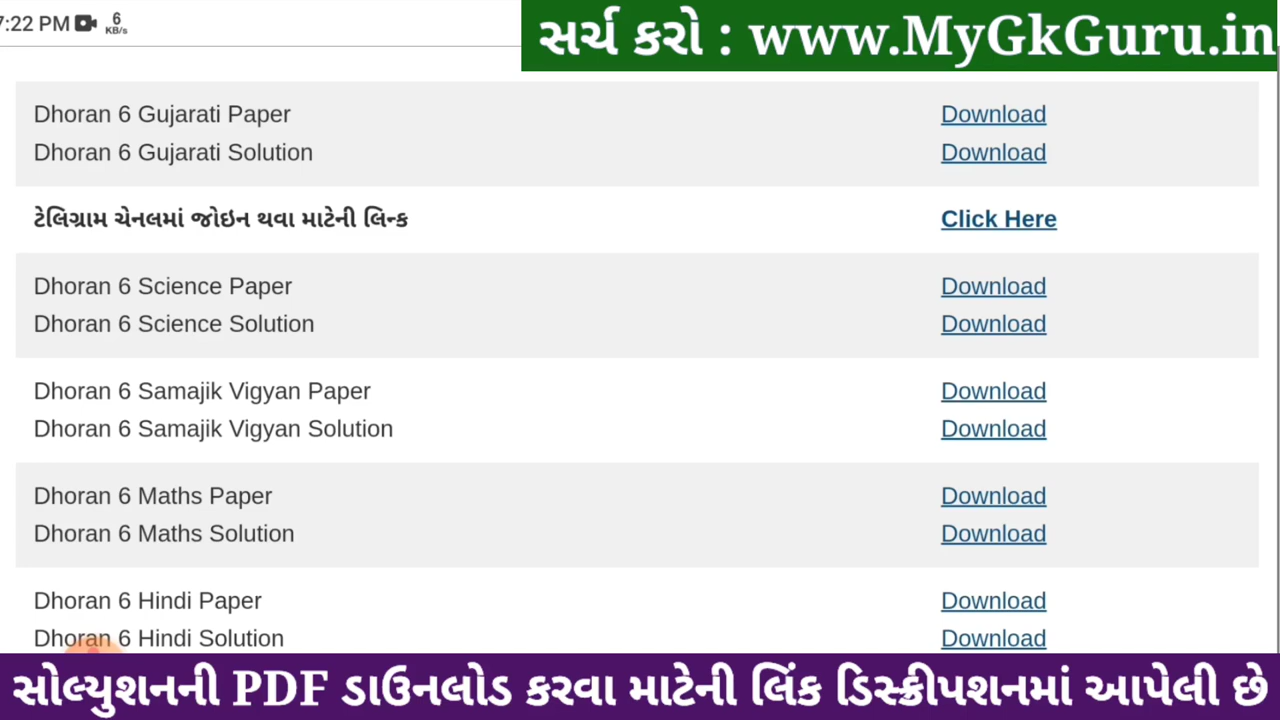 7:22 PM 6 KB/s
સર્ચ કરો : www.MyGkGuru.in
Dhoran 6 Gujarati Paper Download
Dhoran 6 Gujarati Solution Download
ટેલિગ્રામ ચેનલમાં જોઇન થવા માટેની લિન્ક Click Here
Dhoran 6 Science Paper Download
Dhoran 6 Science Solution Download
Dhoran 6 Samajik Vigyan Paper Download
Dhoran 6 Samajik Vigyan Solution Download
Dhoran 6 Maths Paper Download
Dhoran 6 Maths Solution Download
Dhoran 6 Hindi Paper Download
Dhoran 6 Hindi Solution Download
સોલ્યુશનની PDF ડાઉનલોડ કરવા માટેની લિંક ડિસ્ક્રીપશનમાં આપેલી છે